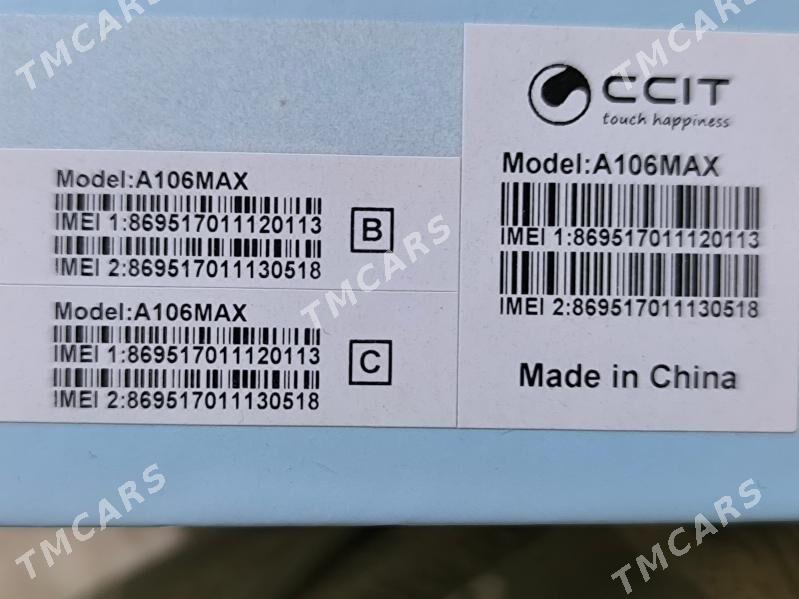 CCIT
touch happiness
Model:A106MAX
IMEI 1:869517011120113
IMEI 2:869517011130518
Made in China
Model:A106MAX
IMEI 1:869517011120113
IMEI 2:869517011130518
B
Model:A106MAX
IMEI 1:869517011120113
IMEI 2:869517011130518
C
TMCARS
TMCARS
TMCARS
TMCARS
TMCARS